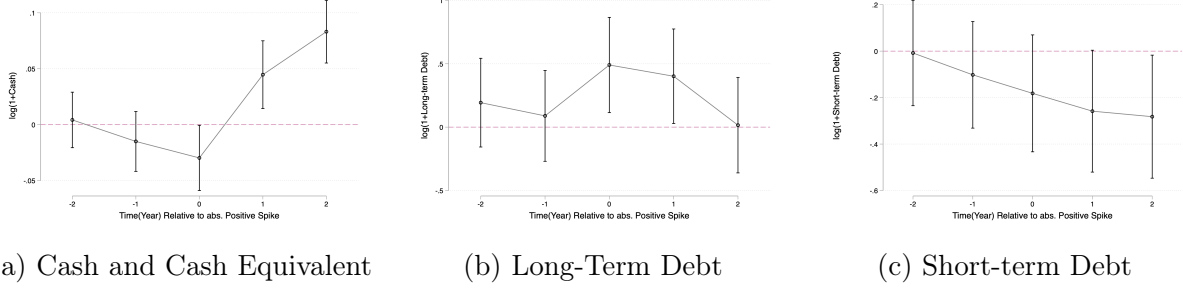 .1
.05
0
-.05
log(1+Cash)
-2 -1 0 1 2
Time(Year) Relative to abs. Positive Spike
1
.5
0
-.5
log(1+Long-term Debt)
-2 -1 0 1 2
Time(Year) Relative to abs. Positive Spike
.2
0
-.2
-.4
-.6
log(1+Short-term Debt)
-2 -1 0 1 2
Time(Year) Relative to abs. Positive Spike
a) Cash and Cash Equivalent
(b) Long-Term Debt
(c) Short-term Debt